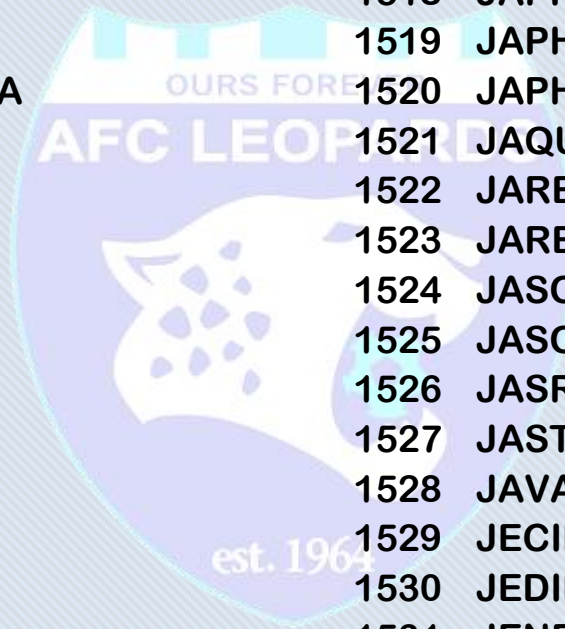 1519 JAPH
OURS FOREVER
A
1520 JAPH
AFC LEOPARDS
1521 JAQU
1522 JARE
1523 JARE
1524 JASO
1525 JASO
1526 JASR
1527 JAST
1528 JAVA
est. 1964
1529 JECI
1530 JEDI